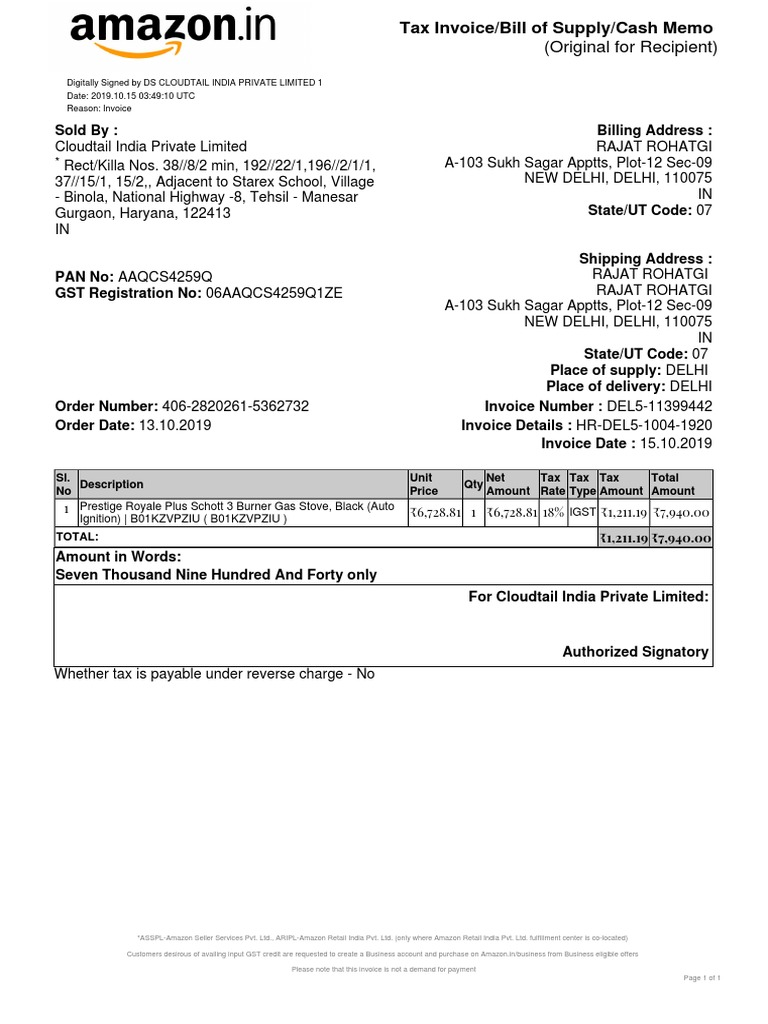 amazon.in
Tax Invoice/Bill of Supply/Cash Memo
(Original for Recipient)
Digitally Signed by DS CLOUDTAIL INDIA PRIVATE LIMITED 1
Date: 2019.10.15 03:49:10 UTC
Reason: Invoice
Sold By :
Cloudtail India Private Limited
* Rect/Killa Nos. 38//8/2 min, 192//22/1,196//2/1/1,
37//15/1, 15/2,, Adjacent to Starex School, Village
- Binola, National Highway -8, Tehsil - Manesar
Gurgaon, Haryana, 122413
IN
Billing Address :
RAJAT ROHATGI
A-103 Sukh Sagar Apptts, Plot-12 Sec-09
NEW DELHI, DELHI, 110075
IN
State/UT Code: 07
PAN No: AAQCS4259Q
GST Registration No: 06AAQCS4259Q1ZE
Shipping Address :
RAJAT ROHATGI
RAJAT ROHATGI
A-103 Sukh Sagar Apptts, Plot-12 Sec-09
NEW DELHI, DELHI, 110075
IN
State/UT Code: 07
Place of supply: DELHI
Place of delivery: DELHI
Order Number: 406-2820261-5362732
Order Date: 13.10.2019
Invoice Number : DEL5-11399442
Invoice Details : HR-DEL5-1004-1920
Invoice Date : 15.10.2019
Sl. No Description Unit Price Qty Net Amount Tax Rate Tax Type Tax Amount Total Amount
1 Prestige Royale Plus Schott 3 Burner Gas Stove, Black (Auto
Ignition) | B01KZVPZIU ( B01KZVPZIU ) ₹6,728.81 1 ₹6,728.81 18% IGST ₹1,211.19 ₹7,940.00
TOTAL: ₹1,211.19 ₹7,940.00
Amount in Words:
Seven Thousand Nine Hundred And Forty only
For Cloudtail India Private Limited:
Authorized Signatory
Whether tax is payable under reverse charge - No
*ASSPL-Amazon Seller Services Pvt. Ltd., ARIPL-Amazon Retail India Pvt. Ltd. (only where Amazon Retail India Pvt. Ltd. fulfillment center is co-located)
Customers desirous of availing input GST credit are requested to create a Business account and purchase on Amazon.in/business from Business eligible offers
Please note that this invoice is not a demand for payment
Page 1 of 1